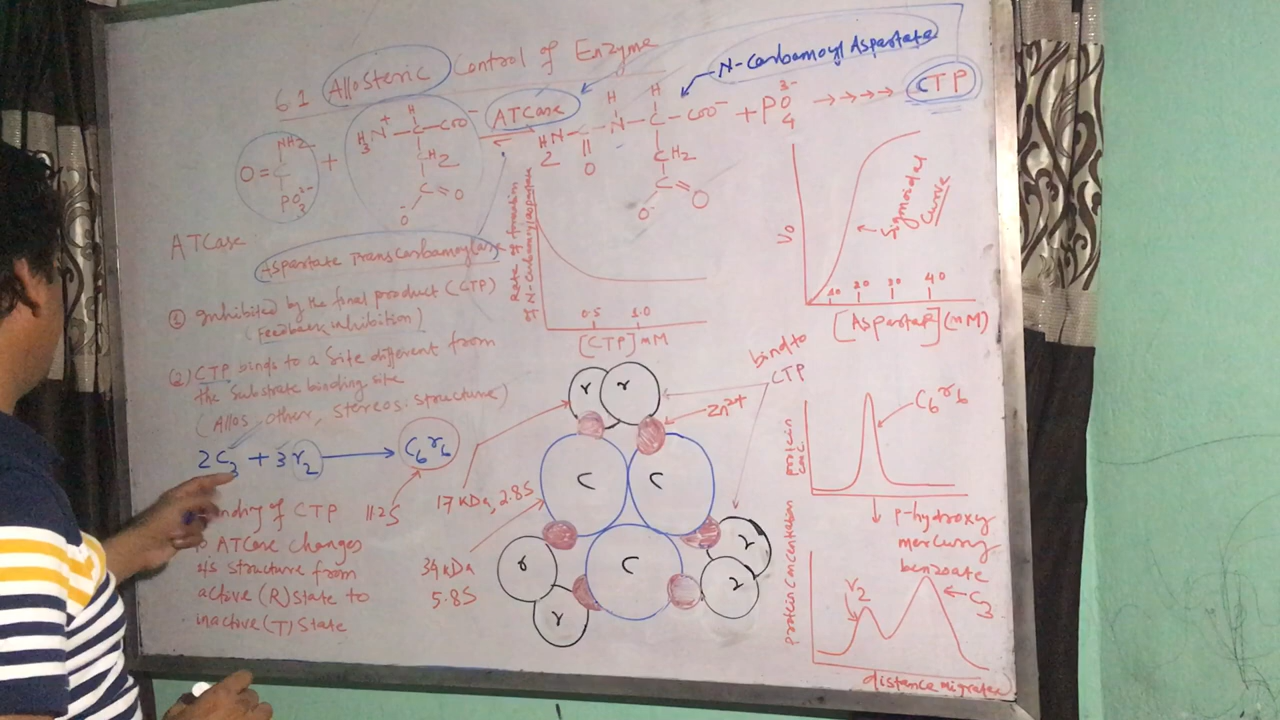 6.1 Allosteric Control of Enzyme
N-Carbamoyl Aspartate
NH2
O=C
PO3 2-
+
H
H3N+ - C - COO-
CH2
C=O
O-
ATCase
H H
H2N - C - N - C - COO- + PO4 3- →→→→ CTP
O
CH2
C=O
O-
ATCase
Aspartate Transcarbamoylase
(1) Inhibited by the final product (CTP)
(Feedback inhibition)
(2) CTP binds to a site different from
the substrate binding site
(Allos: other, Stereos: structure)
2C3 + 3r2 → C6r6
of CTP 11.2S
to ATCase changes
its structure from
active (R) state to
inactive (T) state
Rate of formation
of N-Carbamoylaspartate
0.5 1.0
[CTP] mM
V0
Sigmoidal
Curve
10 20 30 40
[Aspartate] (mM)
bind to
CTP
r r
Zn2+
C C
C
r
r
2
2
17 kDa, 2.8S
34 kDa
5.8S
protein
conc.
C6r6
p-hydroxy
mercury
benzoate
protein concentration
r2
C3
distance migrated